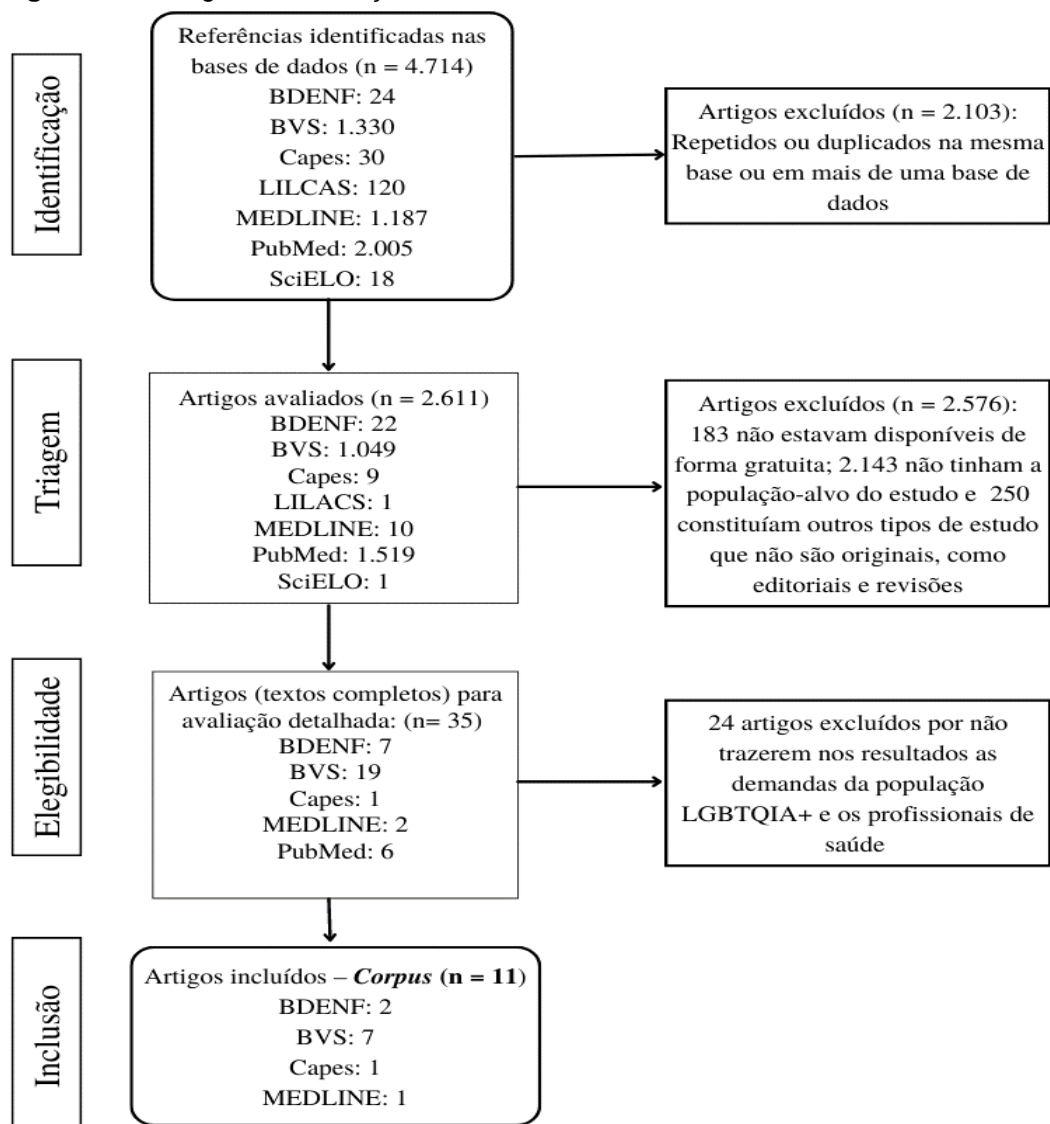 Identificação
Referências identificadas nas
bases de dados (n = 4.714)
BDENF: 24
BVS: 1.330
Capes: 30
LILCAS: 120
MEDLINE: 1.187
PubMed: 2.005
SciELO: 18
Artigos excluídos (n = 2.103):
Repetidos ou duplicados na mesma
base ou em mais de uma base de
dados
Triagem
Artigos avaliados (n = 2.611)
BDENF: 22
BVS: 1.049
Capes: 9
LILACS: 1
MEDLINE: 10
PubMed: 1.519
SciELO: 1
Artigos excluídos (n = 2.576):
183 não estavam disponíveis de
forma gratuita; 2.143 não tinham a
população-alvo do estudo e 250
constituíam outros tipos de estudo
que não são originais, como
editoriais e revisões
Elegibilidade
Artigos (textos completos) para
avaliação detalhada: (n= 35)
BDENF: 7
BVS: 19
Capes: 1
MEDLINE: 2
PubMed: 6
24 artigos excluídos por não
trazerem nos resultados as
demandas da população
LGBTQIA+ e os profissionais de
saúde
Inclusão
Artigos incluídos – Corpus (n = 11)
BDENF: 2
BVS: 7
Capes: 1
MEDLINE: 1